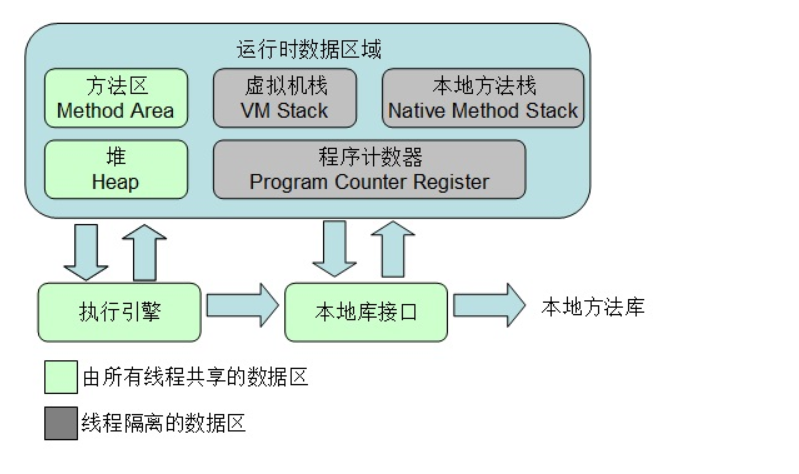 运行时数据区域
方法区
Method Area
虚拟机栈
VM Stack
本地方法栈
Native Method Stack
堆
Heap
程序计数器
Program Counter Register
执行引擎
本地库接口
本地方法库
由所有线程共享的数据区
线程隔离的数据区